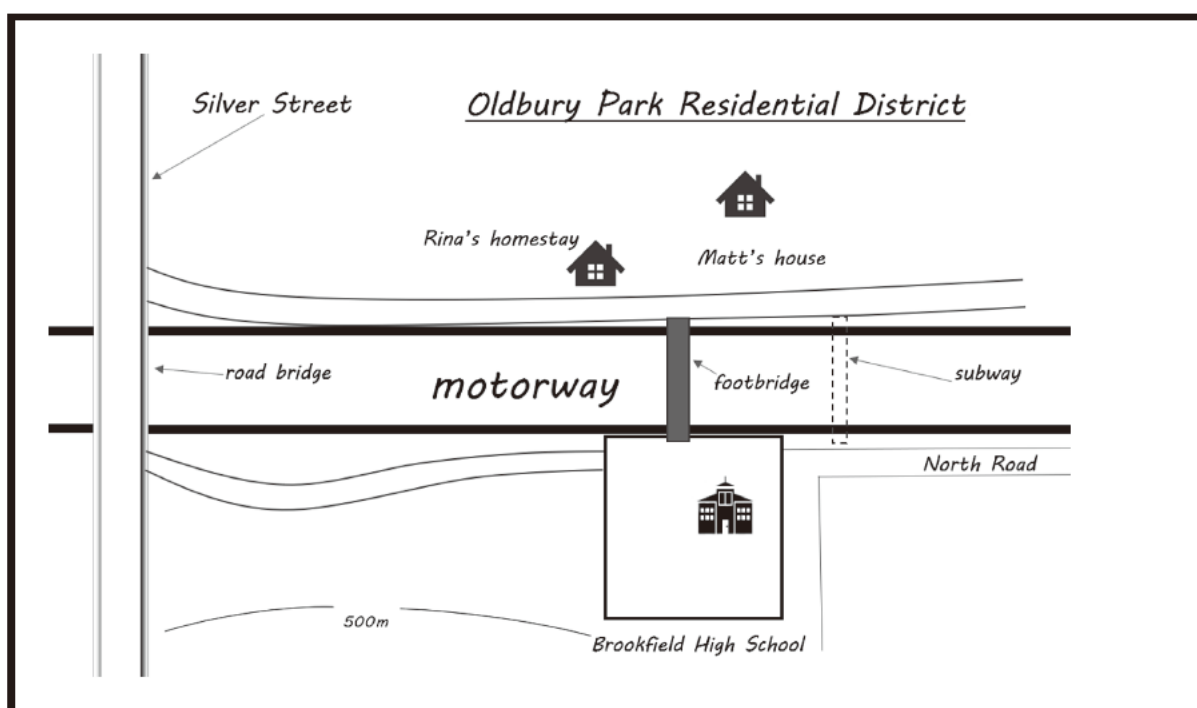 Silver Street
Oldbury Park Residential District
Rina's homestay
Matt's house
road bridge
motorway
footbridge
subway
North Road
500m
Brookfield High School